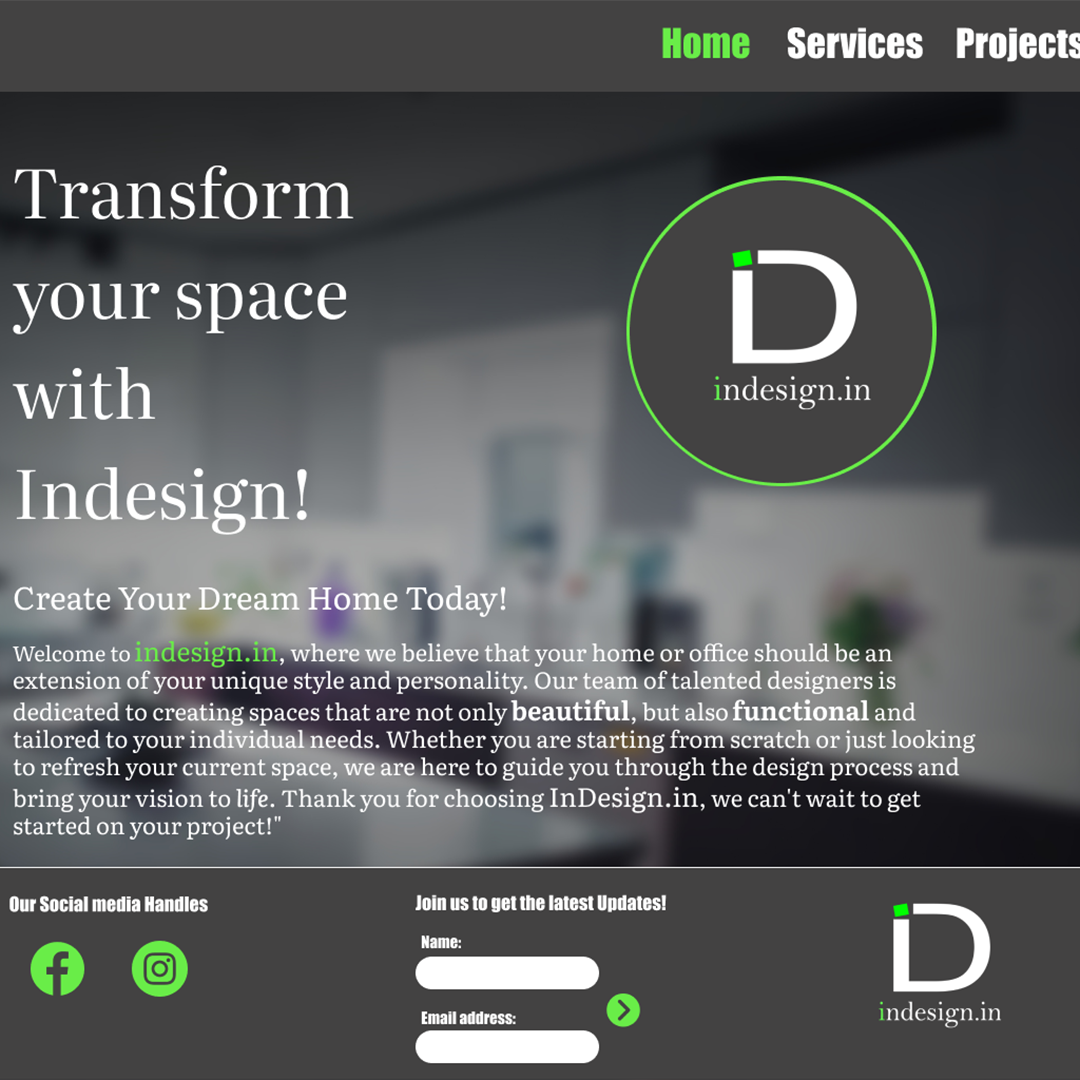 Home Services Projects
Transform
your space
with
Indesign!
iD
indesign.in
Create Your Dream Home Today!
Welcome to indesign.in, where we believe that your home or office should be an
extension of your unique style and personality. Our team of talented designers is
dedicated to creating spaces that are not only beautiful, but also functional and
tailored to your individual needs. Whether you are starting from scratch or just looking
to refresh your current space, we are here to guide you through the design process and
bring your vision to life. Thank you for choosing InDesign.in, we can't wait to get
started on your project!"
Our Social media Handles
Join us to get the latest Updates!
Name:
Email address:
iD
indesign.in